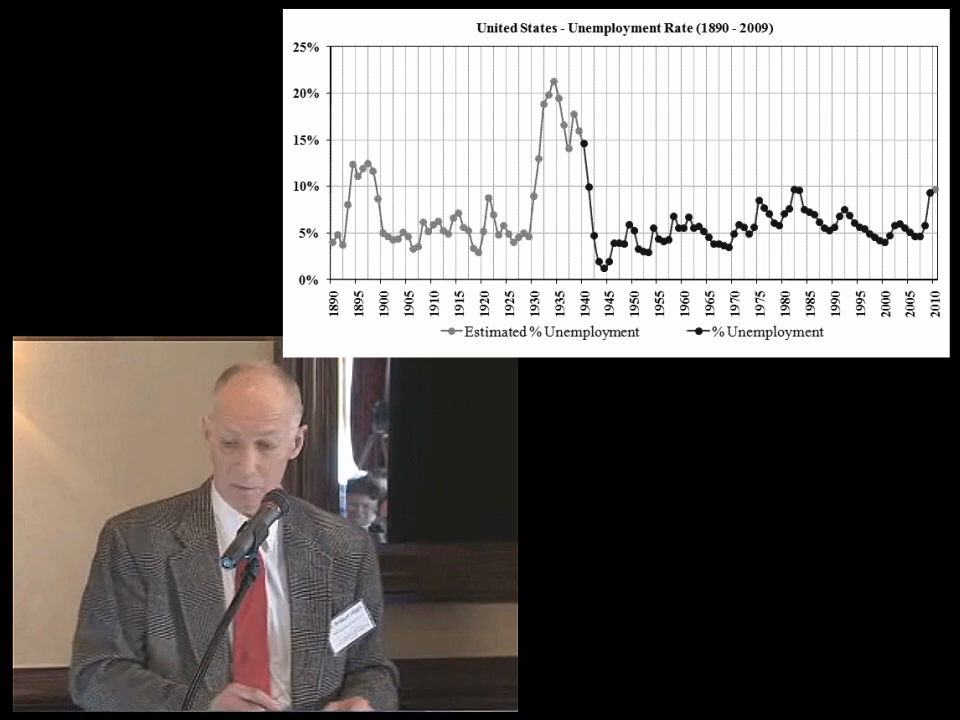 United States - Unemployment Rate (1890 - 2009)
25%
20%
15%
10%
5%
0%
1890 1895 1900 1905 1910 1915 1920 1925 1930 1935 1940 1945 1950 1955 1960 1965 1970 1975 1980 1985 1990 1995 2000 2005 2010
Estimated % Unemployment % Unemployment